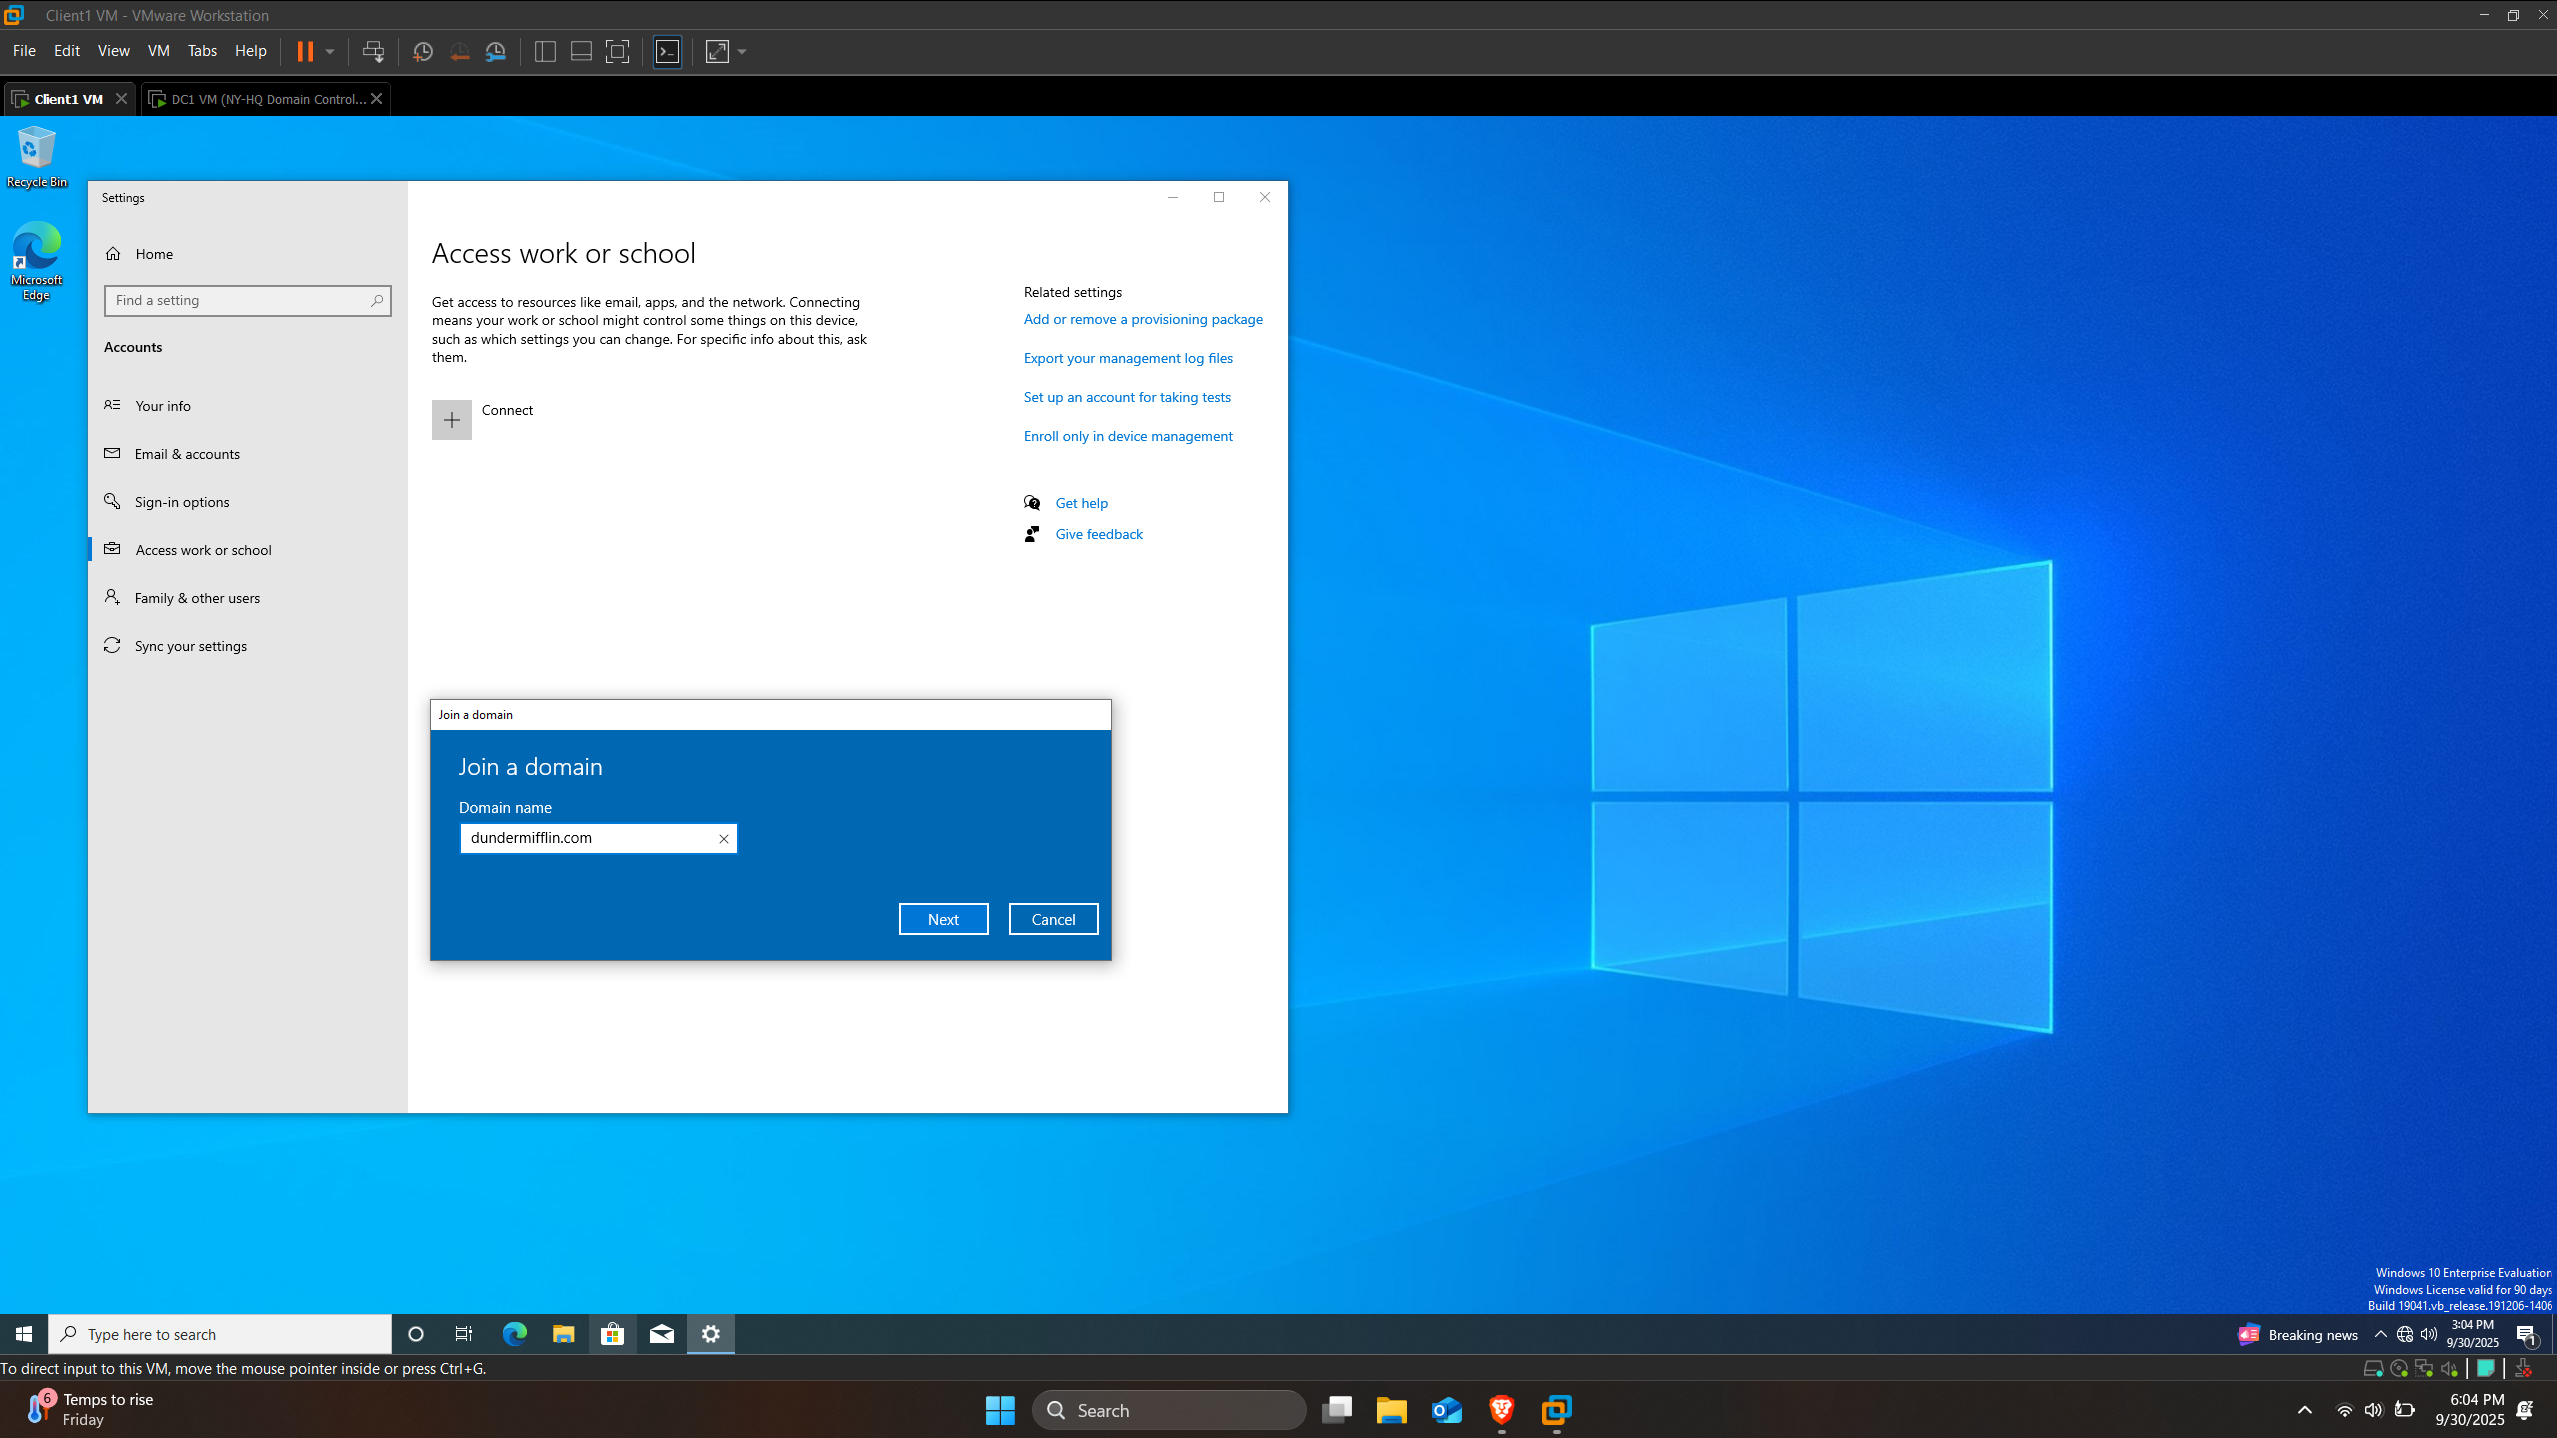 Client1 VM - VMware Workstation
File Edit View VM Tabs Help
Client1 VM
DC1 VM (NY-HQ Domain Control...
Recycle Bin
Microsoft
Edge
Settings
Home
Find a setting
Accounts
Your info
Email & accounts
Sign-in options
Access work or school
Family & other users
Sync your settings
Access work or school
Get access to resources like email, apps, and the network. Connecting
means your work or school might control some things on this device,
such as which settings you can change. For specific info about this, ask
them.
Connect
Related settings
Add or remove a provisioning package
Export your management log files
Set up an account for taking tests
Enroll only in device management
Get help
Give feedback
Join a domain
Join a domain
Domain name
dundermifflin.com
Next
Cancel
Windows 10 Enterprise Evaluation
Windows License valid for 90 days
Build 19041.vb_release.191206-1406
Type here to search
Breaking news
3:04 PM
9/30/2025
1
To direct input to this VM, move the mouse pointer inside or press Ctrl+G.
6
Temps to rise
Friday
Search
6:04 PM
9/30/2025